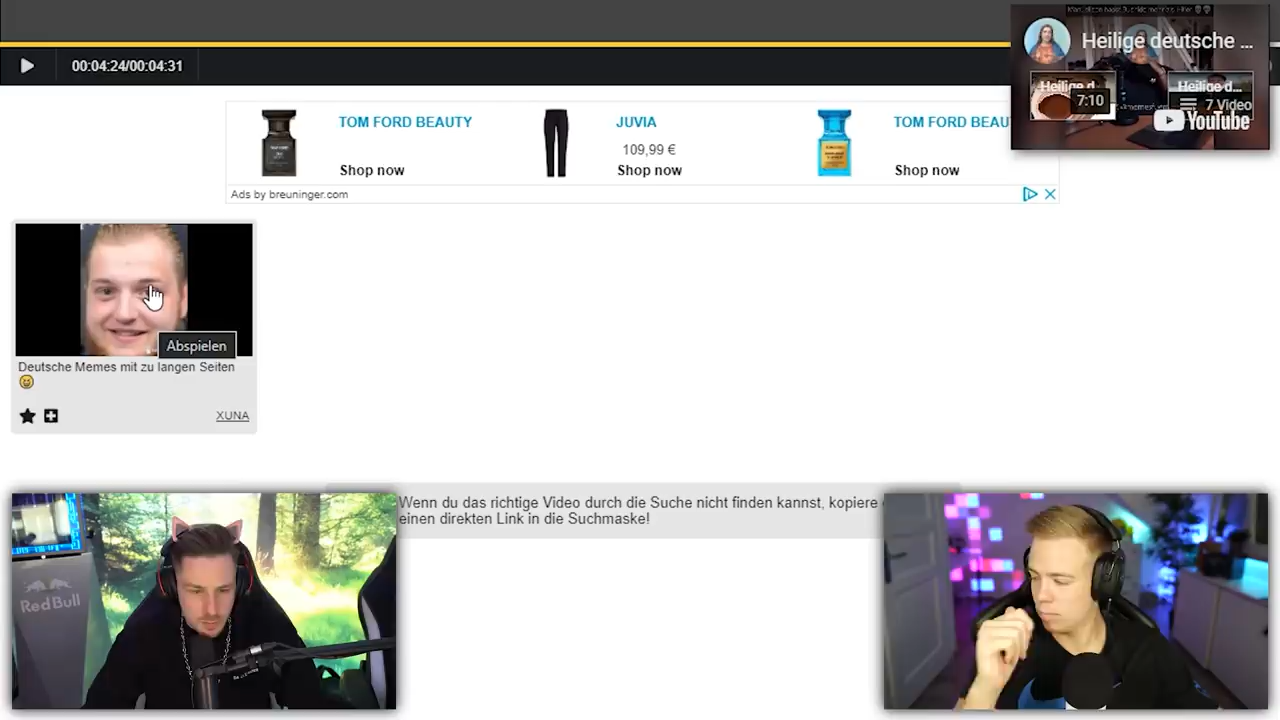 Heilige deutsche ...
Heilige d...
Heilige d...
7:10
7 Video
YouTube
00:04:24/00:04:31
TOM FORD BEAUTY
Shop now
JUVIA
109,99 €
Shop now
TOM FORD BEAU
Shop now
Ads by breuninger.com
Abspielen
Deutsche Memes mit zu langen Seiten
XUNA
Wenn du das richtige Video durch die Suche nicht finden kannst, kopiere
einen direkten Link in die Suchmaske!
Red Bull